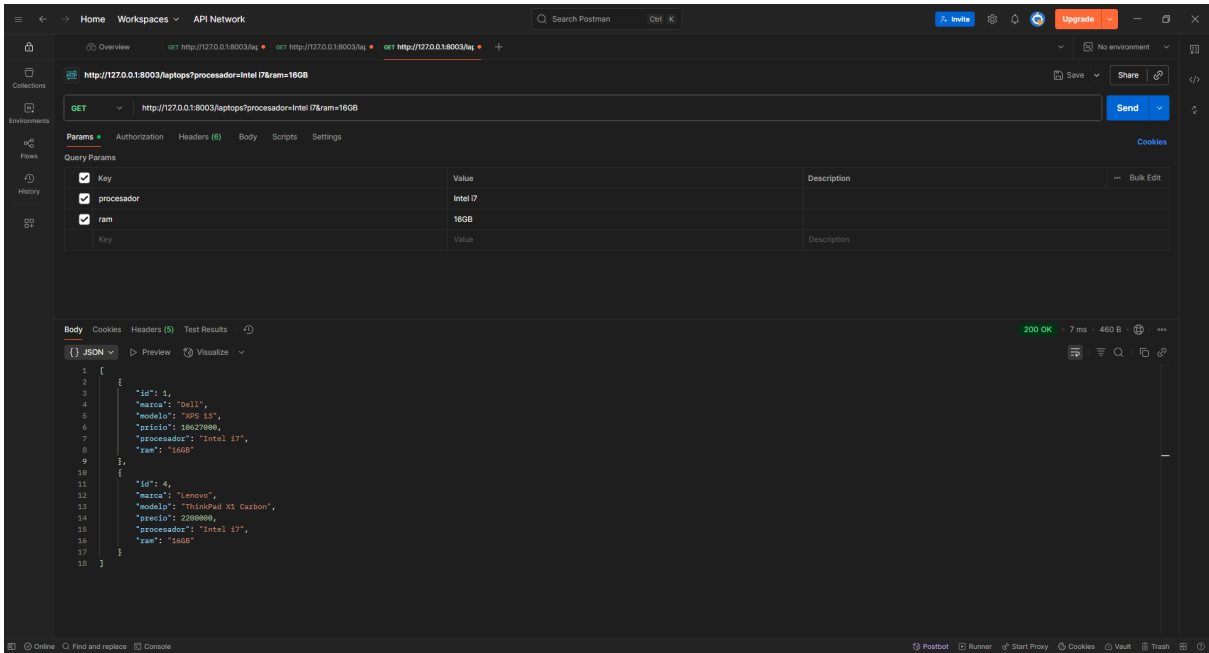 Home Workspaces API Network Search Postman Ctrl K Invite Upgrade
Overview GET http://127.0.0.1:8003/lap GET http://127.0.0.1:8003/lap GET http://127.0.0.1:8003/lap No environment
http://127.0.0.1:8003/laptops?procesador=Intel i7&ram=16GB Save Share
Collections
GET http://127.0.0.1:8003/laptops?procesador=Intel i7&ram=16GB Send
Environments
Params Authorization Headers (6) Body Scripts Settings Cookies
Flows
Query Params
Key Value Description Bulk Edit
History
procesador Intel i7
ram 16GB
Key Value Description
Body Cookies Headers (5) Test Results 200 OK 7 ms 460 B
{} JSON Preview Visualize
1 [
2 {
3 "id": 1,
4 "marca": "Dell",
5 "modelo": "XPS 13",
6 "pricio": 10627000,
7 "procesador": "Intel i7",
8 "ram": "16GB"
9 },
10 {
11 "id": 4,
12 "marca": "Lenovo",
13 "modelp": "ThinkPad X1 Carbon",
14 "precio": 2200000,
15 "procesador": "Intel i7",
16 "ram": "16GB"
17 }
18 ]
Online Find and replace Console Postbot Runner Start Proxy Cookies Vault Trash